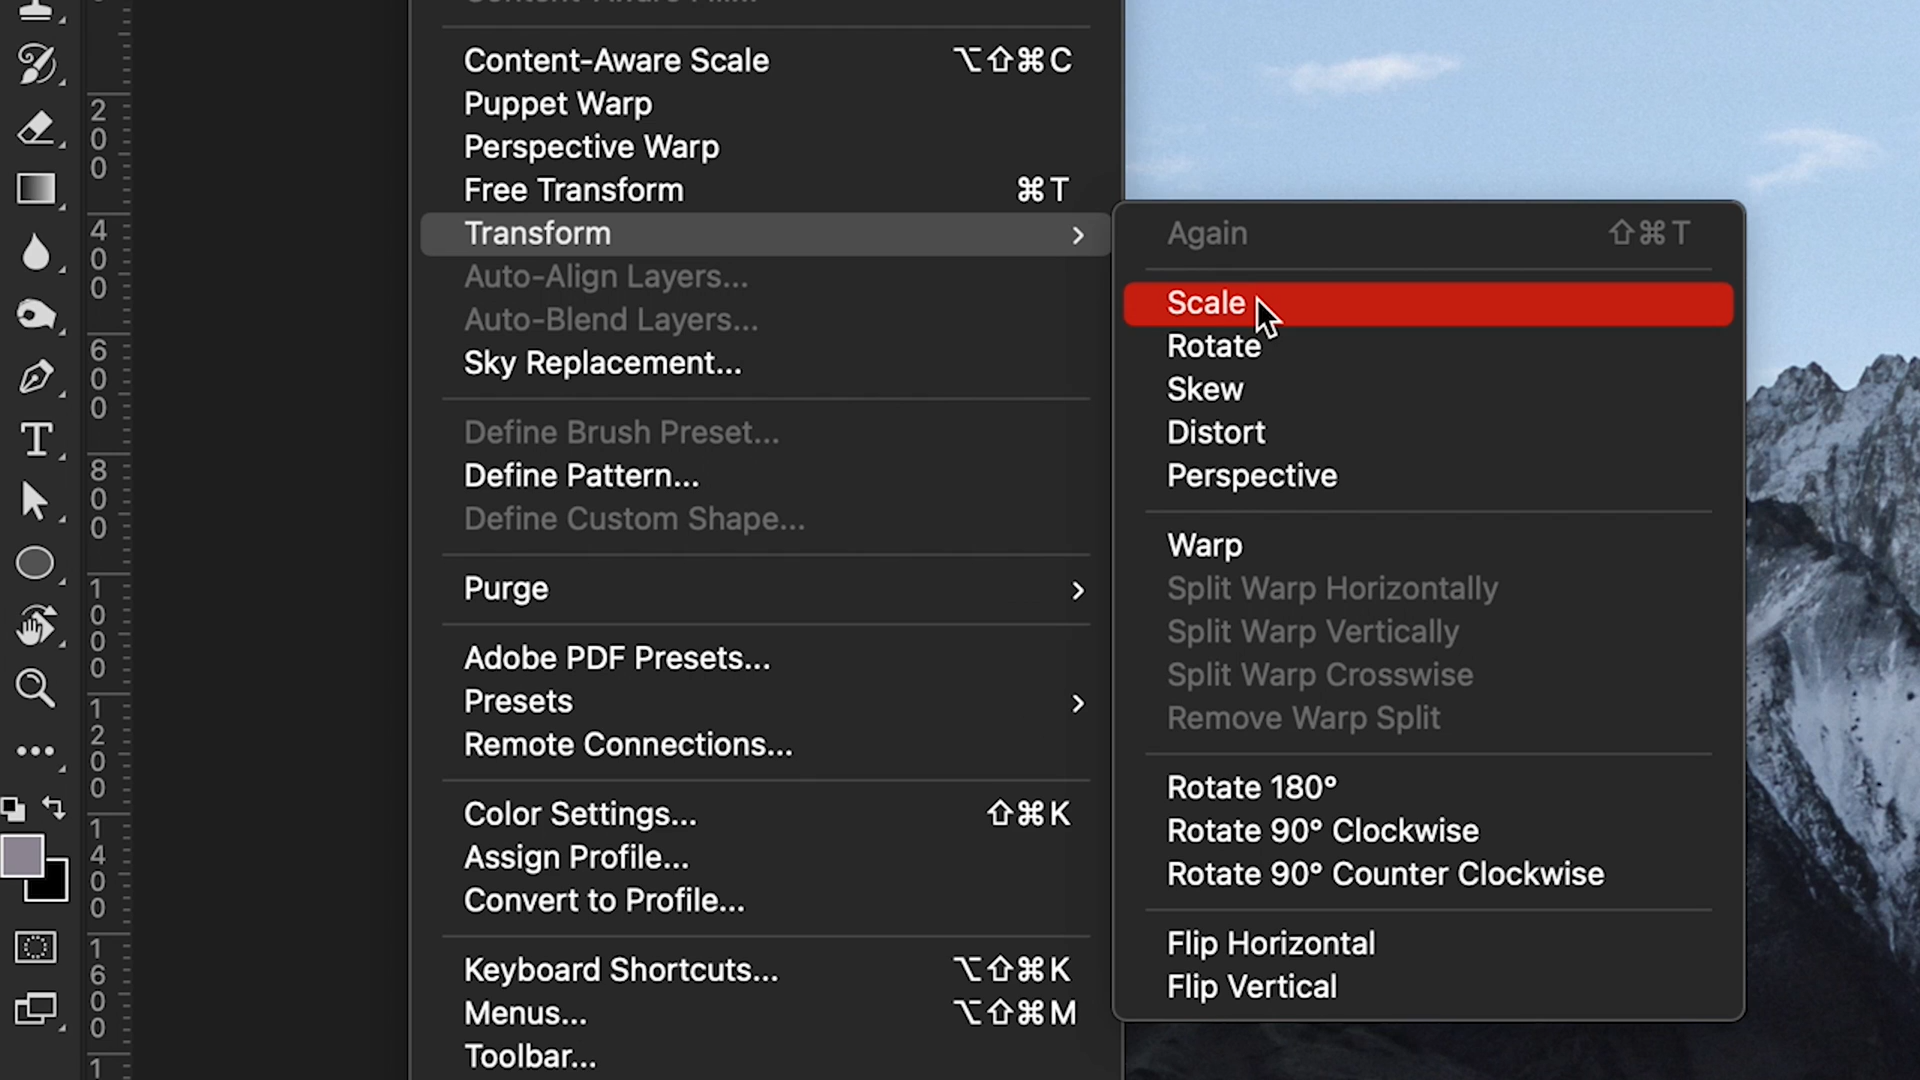 Content-Aware Scale ⌥⇧⌘C
Puppet Warp
Perspective Warp
Free Transform ⌘T
Transform >
Auto-Align Layers...
Auto-Blend Layers...
Sky Replacement...
Define Brush Preset...
Define Pattern...
Define Custom Shape...
Purge >
Adobe PDF Presets...
Presets >
Remote Connections...
Color Settings... ⇧⌘K
Assign Profile...
Convert to Profile...
Keyboard Shortcuts... ⌥⇧⌘K
Menus... ⌥⇧⌘M
Toolbar...
Again ⇧⌘T
Scale
Rotate
Skew
Distort
Perspective
Warp
Split Warp Horizontally
Split Warp Vertically
Split Warp Crosswise
Remove Warp Split
Rotate 180°
Rotate 90° Clockwise
Rotate 90° Counter Clockwise
Flip Horizontal
Flip Vertical
200
400
600
800
1000
1200
1400
1600
1